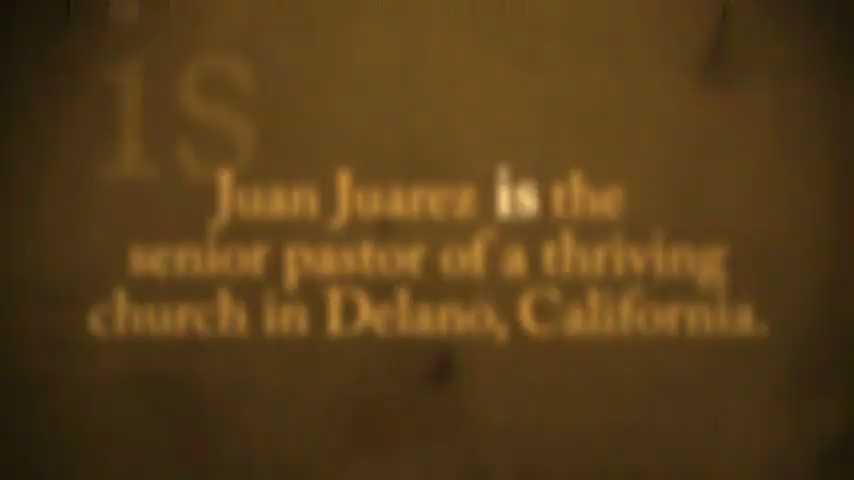 is
Juan Juarez is the
senior pastor of a thriving
church in Delano, California.